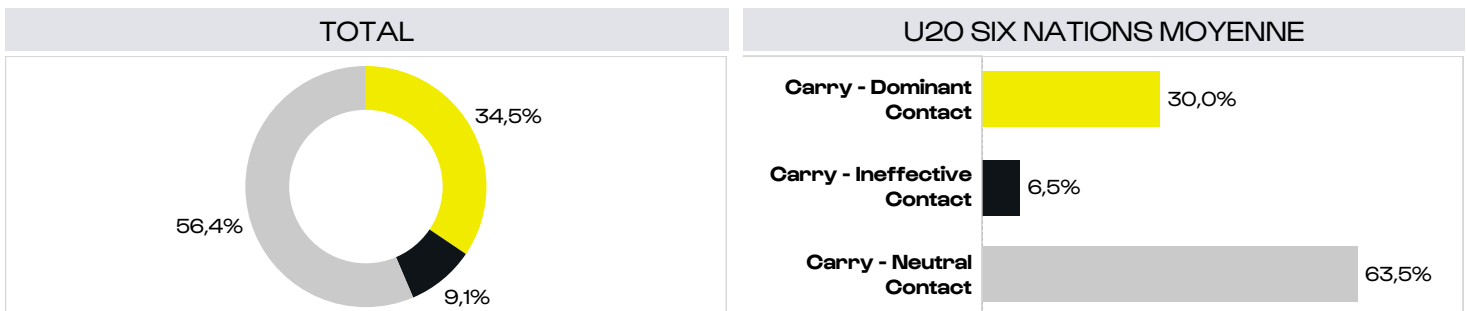 TOTAL
34,5%
56,4%
9,1%
U20 SIX NATIONS MOYENNE
Carry - Dominant
Contact
30,0%
Carry - Ineffective
Contact
6,5%
Carry - Neutral
Contact
63,5%